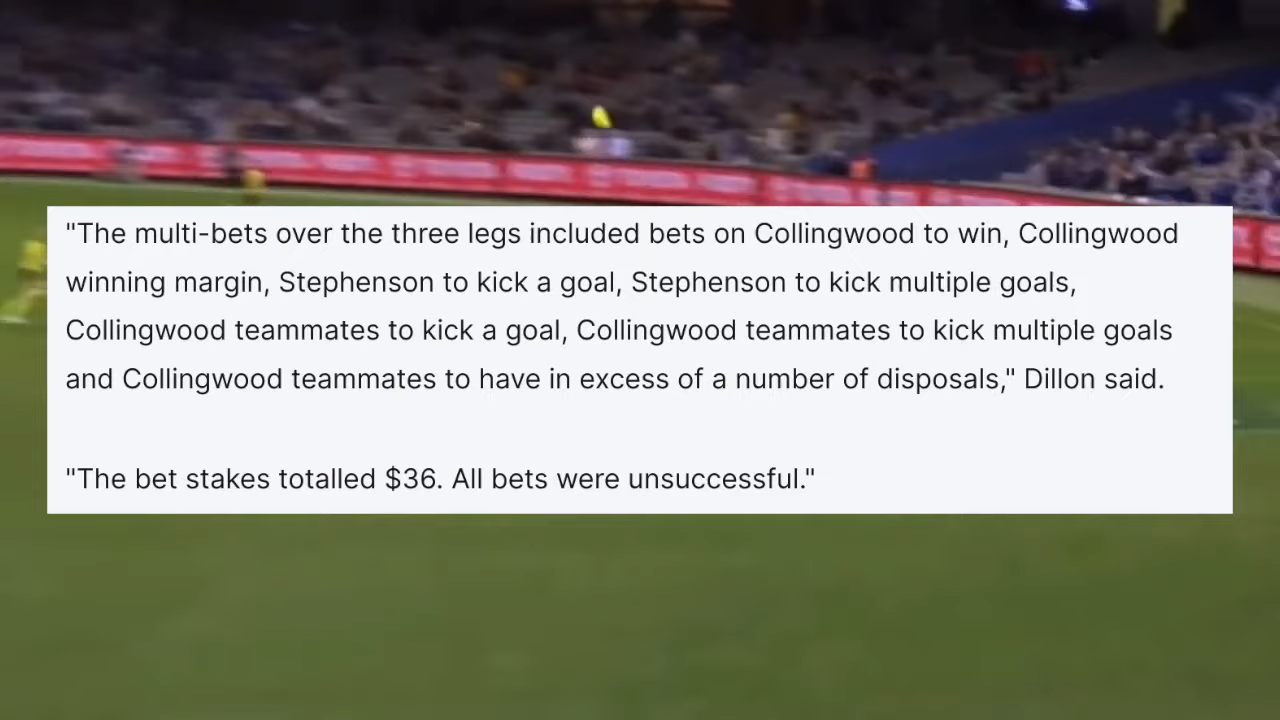 "The multi-bets over the three legs included bets on Collingwood to win, Collingwood
winning margin, Stephenson to kick a goal, Stephenson to kick multiple goals,
Collingwood teammates to kick a goal, Collingwood teammates to kick multiple goals
and Collingwood teammates to have in excess of a number of disposals," Dillon said.
"The bet stakes totalled $36. All bets were unsuccessful."